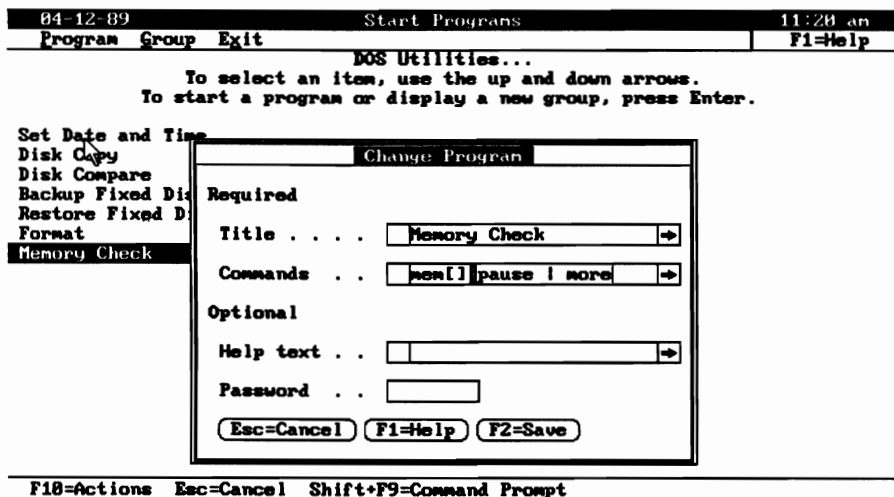 04-12-89 Start Programs 11:20 am
Program Group Exit F1=Help
DOS Utilities...
To select an item, use the up and down arrows.
To start a program or display a new group, press Enter.
Set Date and Time
Disk Copy
Disk Compare
Backup Fixed Dis
Restore Fixed D
Format
Memory Check
Change Program
Required
Title . . . . Memory Check →
Commands . . mem[] pause | more →
Optional
Help text . . →
Password . .
Esc=Cancel F1=Help F2=Save
F10=Actions Esc=Cancel Shift+F9=Command Prompt